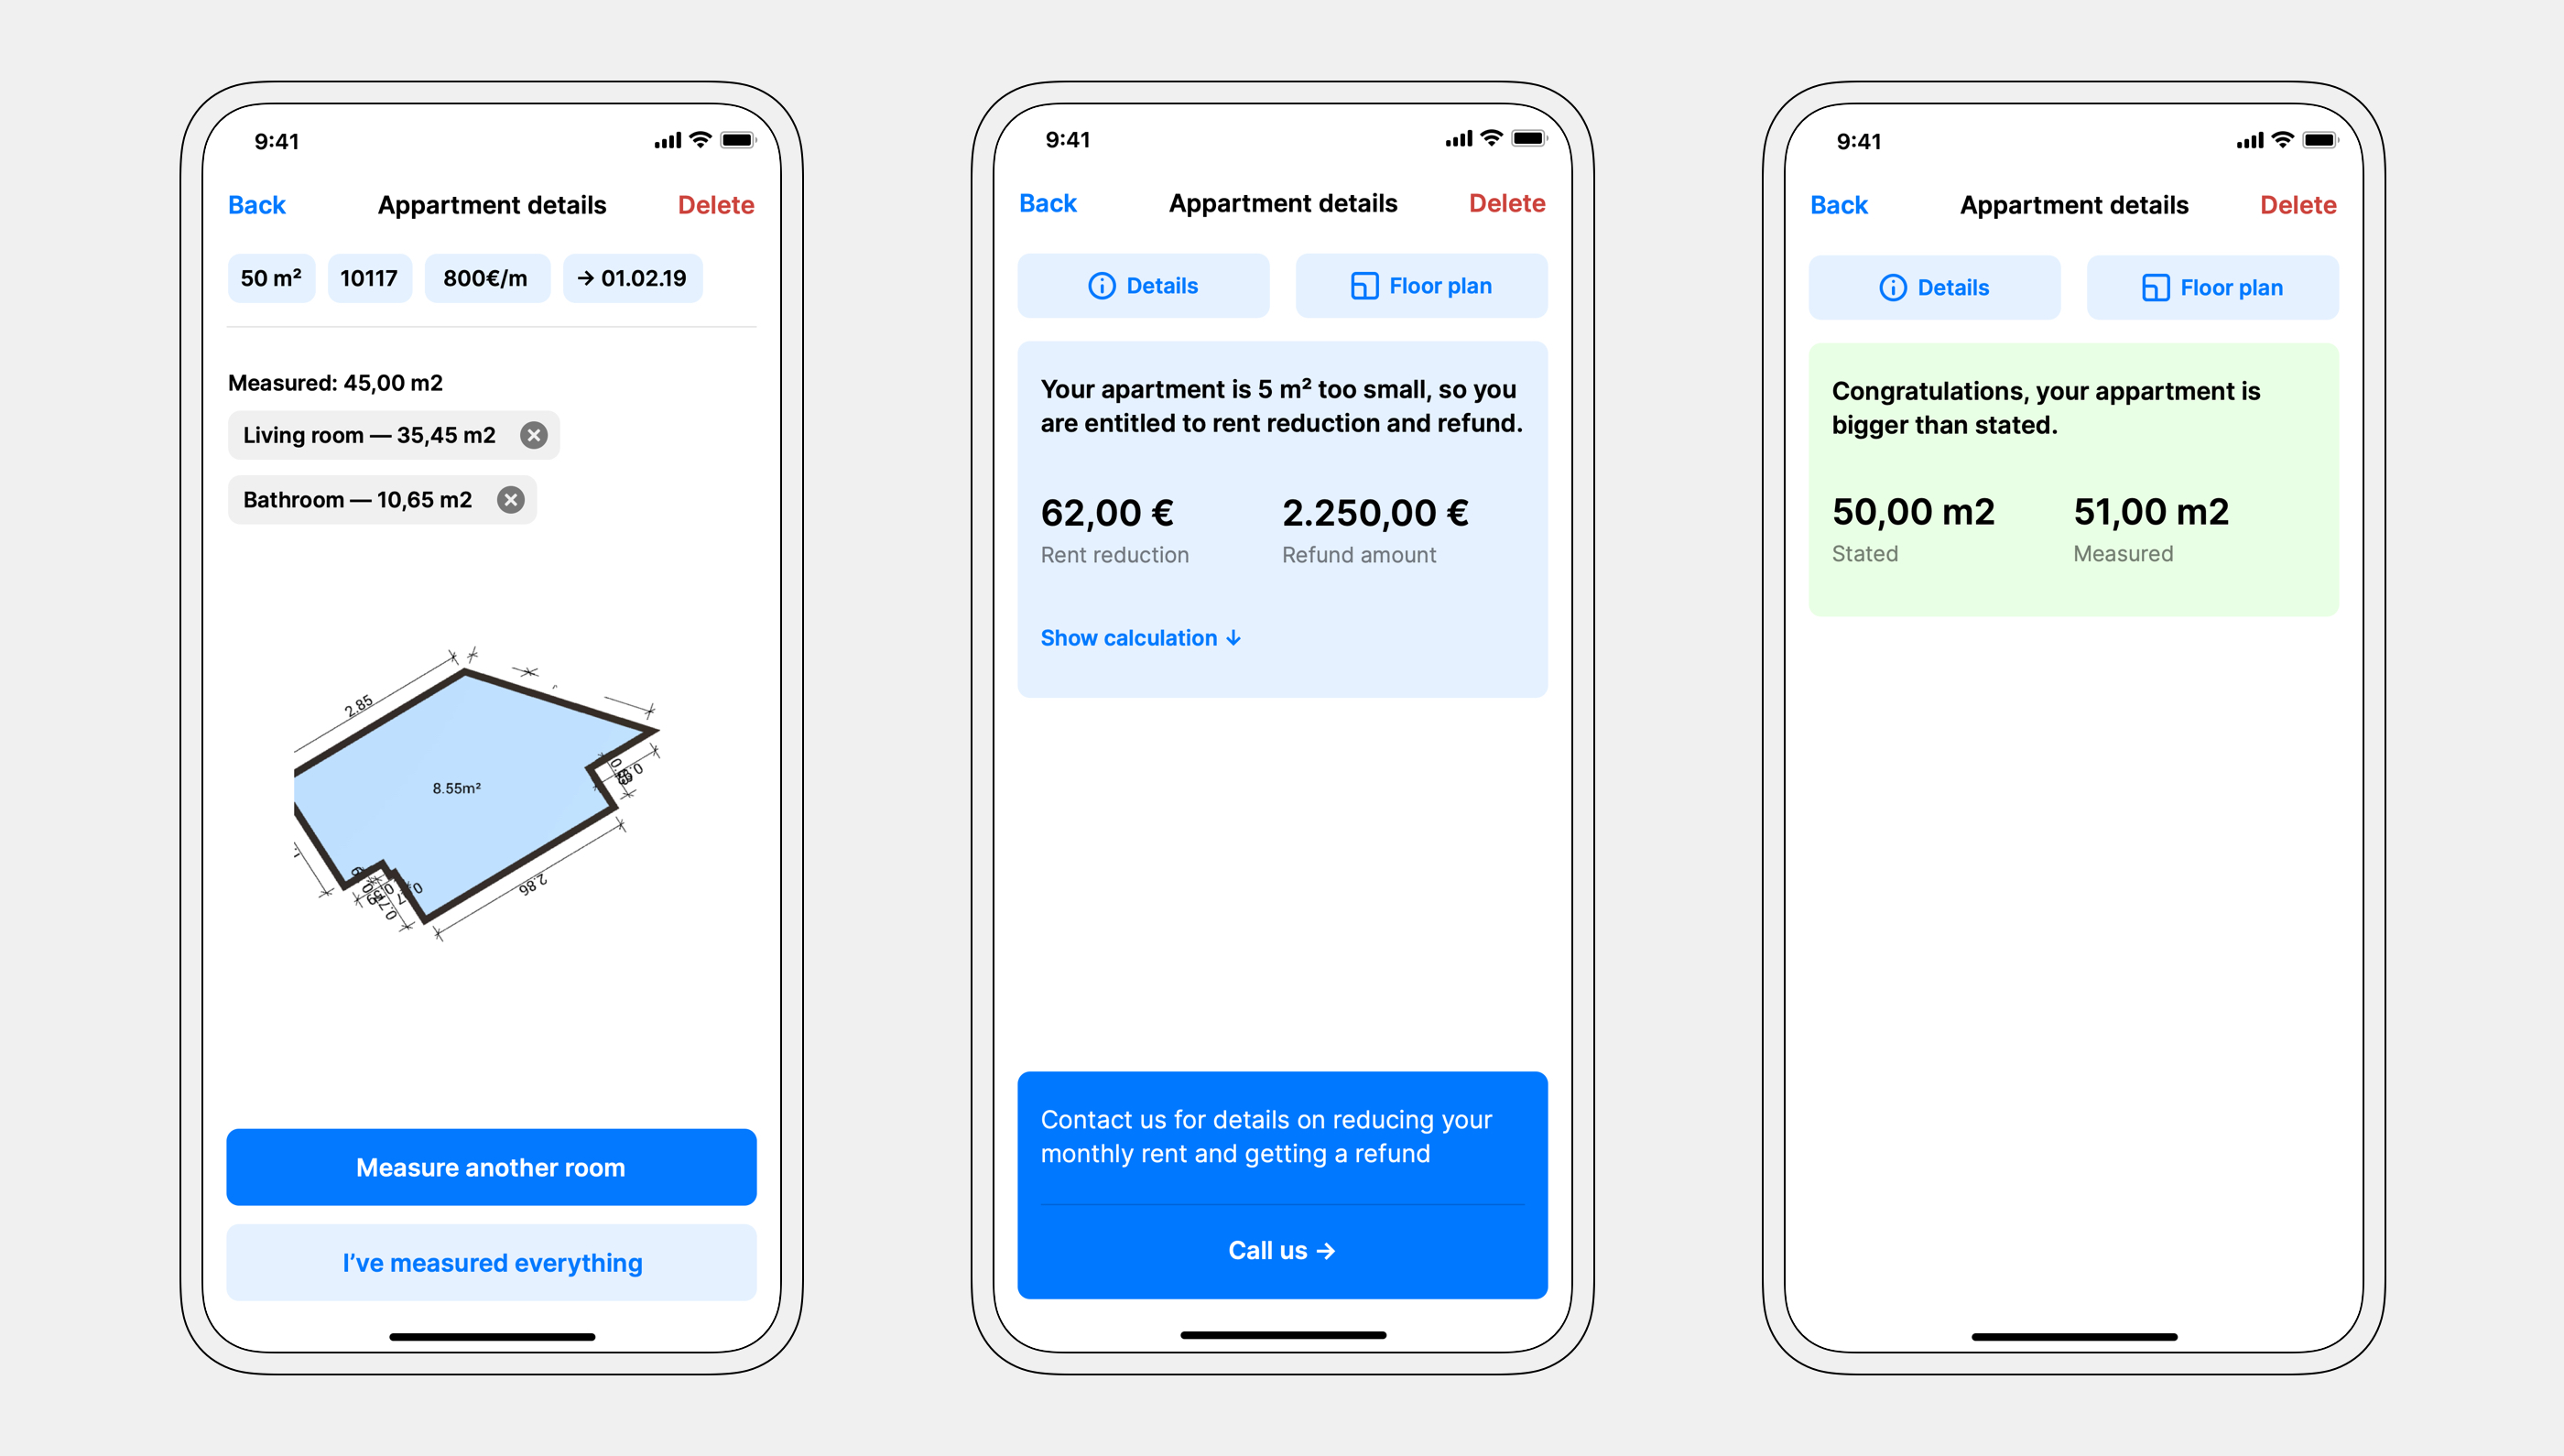 9:41
Back Appartment details Delete
50 m² 10117 800€/m → 01.02.19
Measured: 45,00 m2
Living room — 35,45 m2
Bathroom — 10,65 m2
2.85
8.55m²
2.86
Measure another room
I’ve measured everything
9:41
Back Appartment details Delete
Details Floor plan
Your apartment is 5 m² too small, so you
are entitled to rent reduction and refund.
62,00 € 2.250,00 €
Rent reduction Refund amount
Show calculation ↓
Contact us for details on reducing your
monthly rent and getting a refund
Call us →
9:41
Back Appartment details Delete
Details Floor plan
Congratulations, your appartment is
bigger than stated.
50,00 m2 51,00 m2
Stated Measured